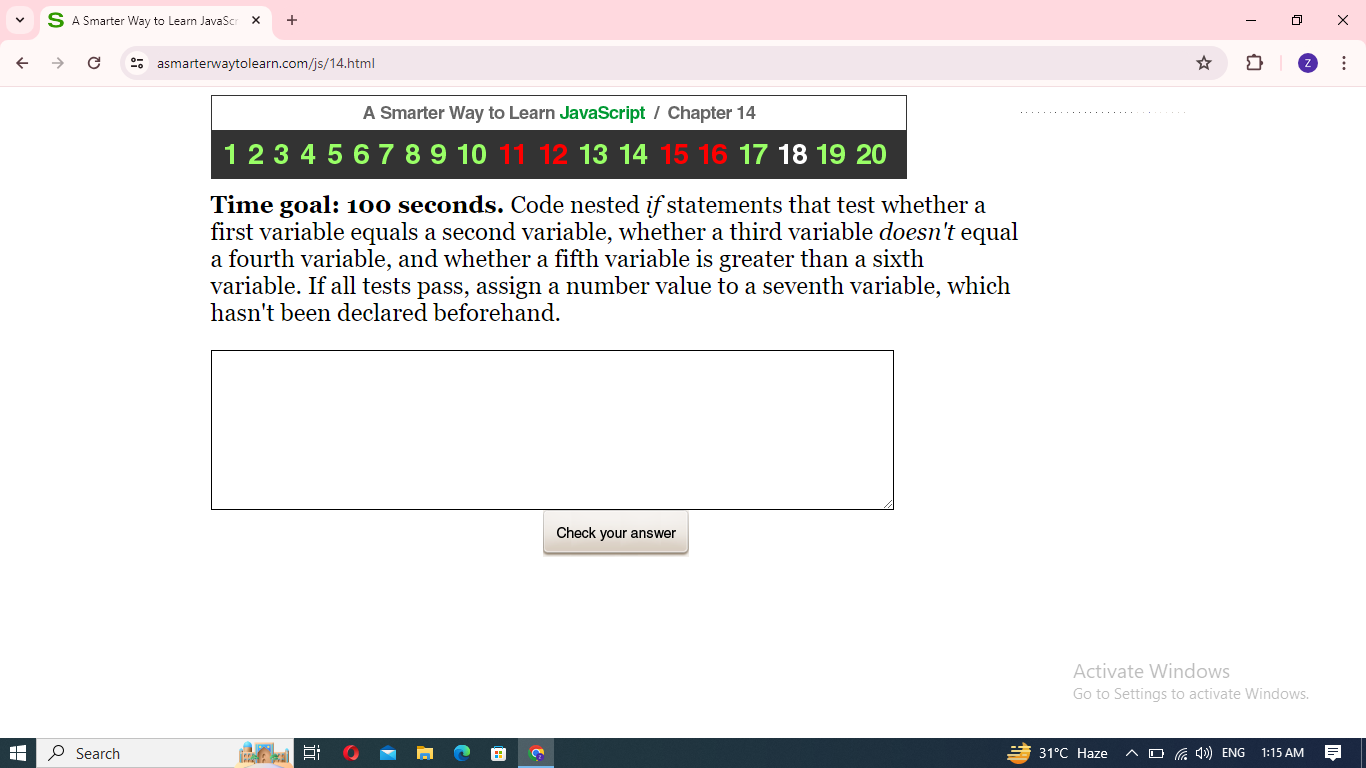 A Smarter Way to Learn JavaSc
asmarterwaytolearn.com/js/14.html
Z
A Smarter Way to Learn JavaScript / Chapter 14
1 2 3 4 5 6 7 8 9 10 11 12 13 14 15 16 17 18 19 20
Time goal: 100 seconds. Code nested if statements that test whether a
first variable equals a second variable, whether a third variable doesn't equal
a fourth variable, and whether a fifth variable is greater than a sixth
variable. If all tests pass, assign a number value to a seventh variable, which
hasn't been declared beforehand.
Check your answer
Activate Windows
Go to Settings to activate Windows.
Search
31°C Haze
ENG
1:15 AM